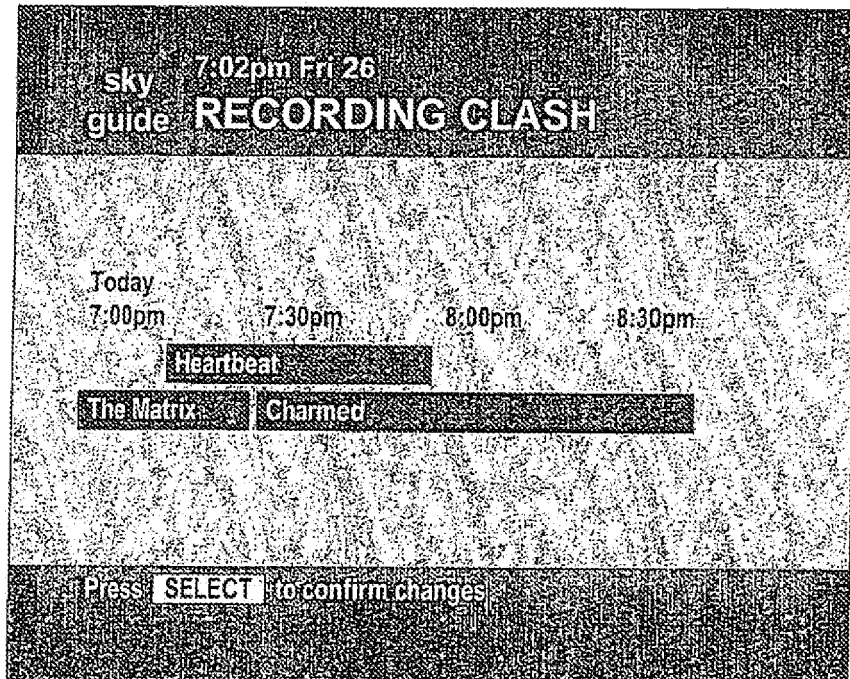 sky guide
7:02pm Fri 26
RECORDING CLASH
Today
7:00pm 7:30pm 8:00pm 8:30pm
Heartbeat
The Matrix Charmed
Press SELECT to confirm changes